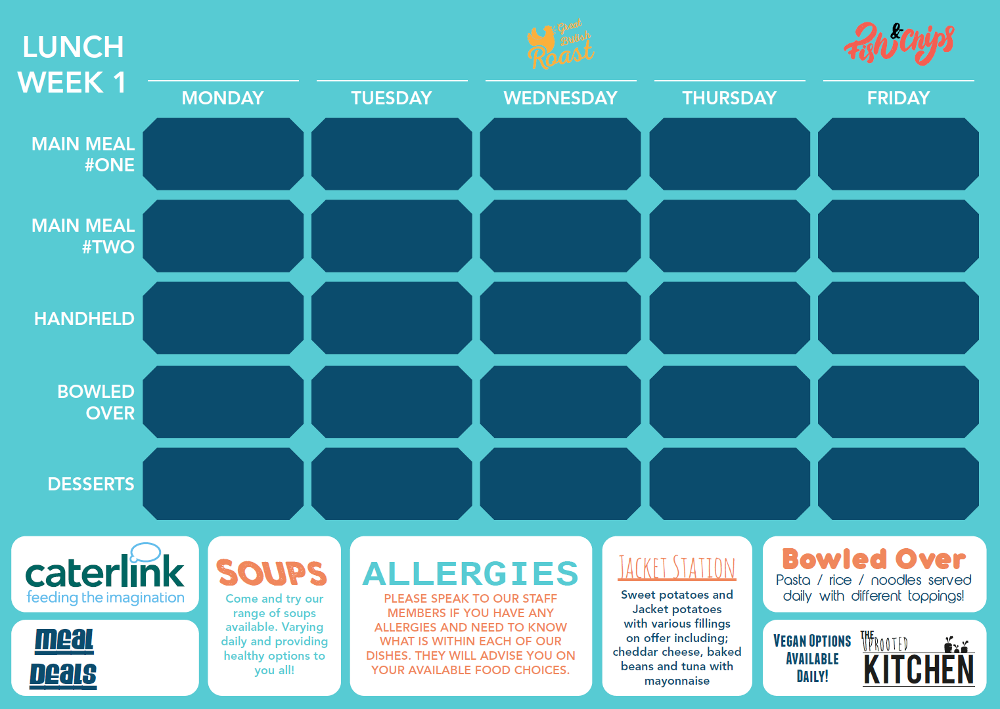 LUNCH
WEEK 1
Great
British
Roast
Fish & Chips
MONDAY
TUESDAY
WEDNESDAY
THURSDAY
FRIDAY
MAIN MEAL
#ONE
MAIN MEAL
#TWO
HANDHELD
BOWLED
OVER
DESSERTS
caterlink
feeding the imagination
MEAL
DEALS
SOUPS
Come and try our
range of soups
available. Varying
daily and providing
healthy options to
you all!
ALLERGIES
PLEASE SPEAK TO OUR STAFF
MEMBERS IF YOU HAVE ANY
ALLERGIES AND NEED TO KNOW
WHAT IS WITHIN EACH OF OUR
DISHES. THEY WILL ADVISE YOU ON
YOUR AVAILABLE FOOD CHOICES.
JACKET STATION
Sweet potatoes and
Jacket potatoes
with various fillings
on offer including;
cheddar cheese, baked
beans and tuna with
mayonnaise
Bowled Over
Pasta / rice / noodles served
daily with different toppings!
VEGAN OPTIONS
AVAILABLE
DAILY!
THE
UPROOTED
KITCHEN